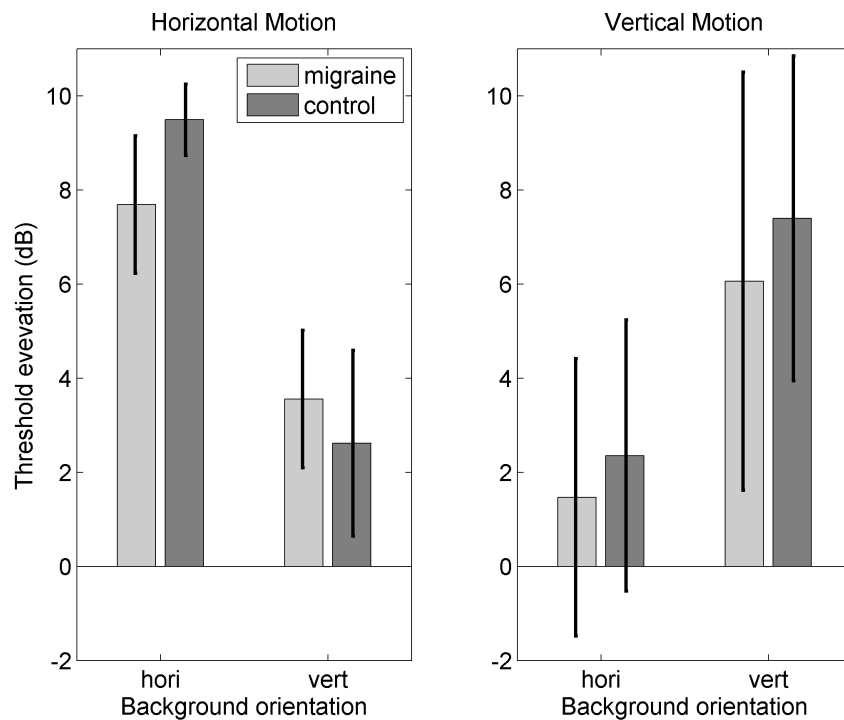 Horizontal Motion
Vertical Motion
migraine
control
Threshold evevation (dB)
10
8
6
4
2
0
-2
hori vert
Background orientation
10
8
6
4
2
0
-2
hori vert
Background orientation